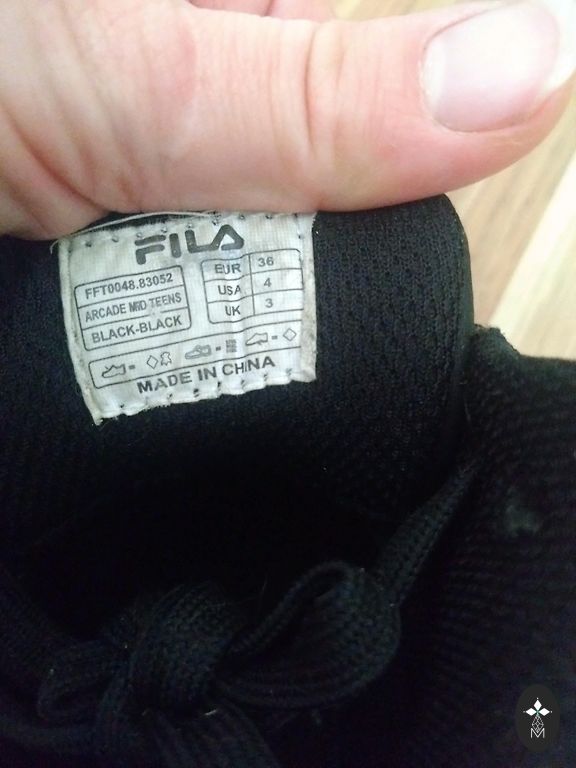 FILA
FFT0048.83052
ARCADE MID TEENS
BLACK-BLACK
EUR 36
USA 4
UK 3
MADE IN CHINA
M